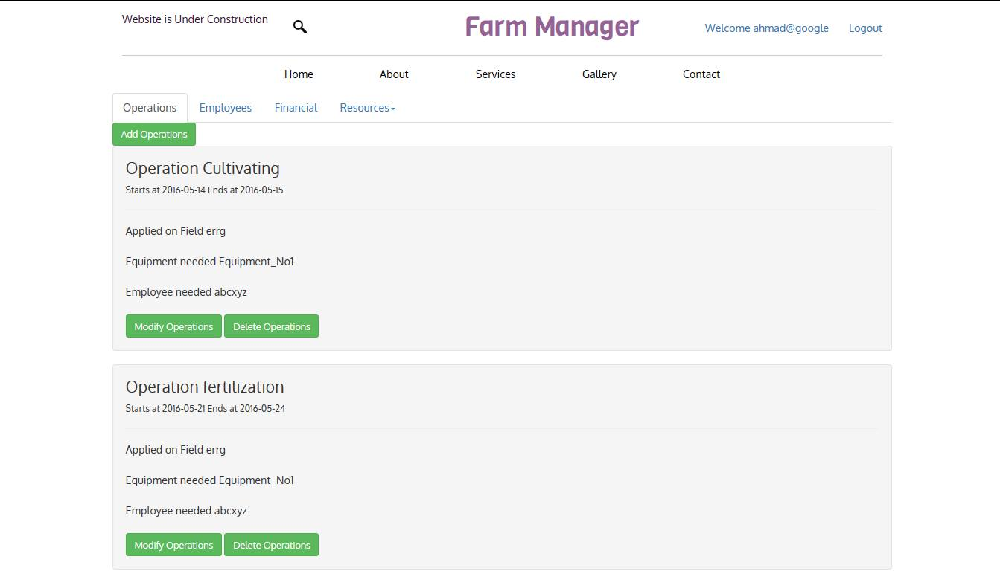 Website is Under Construction
Farm Manager
Welcome ahmad@google Logout
Home About Services Gallery Contact
Operations Employees Financial Resources
Add Operations
Operation Cultivating
Starts at 2016-05-14 Ends at 2016-05-15
Applied on Field errg
Equipment needed Equipment_No1
Employee needed abcxyz
Modify Operations Delete Operations
Operation fertilization
Starts at 2016-05-21 Ends at 2016-05-24
Applied on Field errg
Equipment needed Equipment_No1
Employee needed abcxyz
Modify Operations Delete Operations